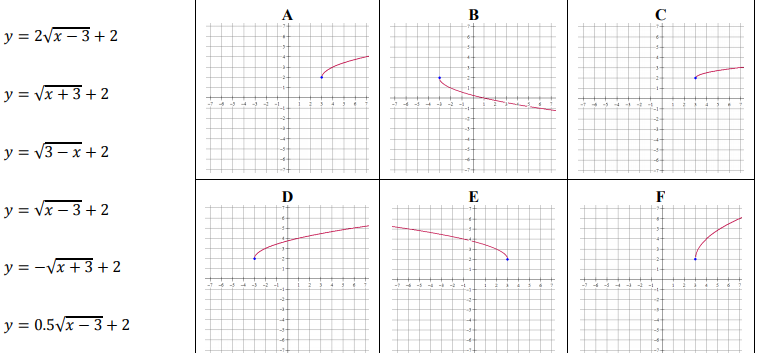 y = 2√(x − 3) + 2
y = √(x + 3) + 2
y = √(3 − x) + 2
y = √(x − 3) + 2
y = −√(x + 3) + 2
y = 0.5√(x − 3) + 2
A
B
C
D
E
F